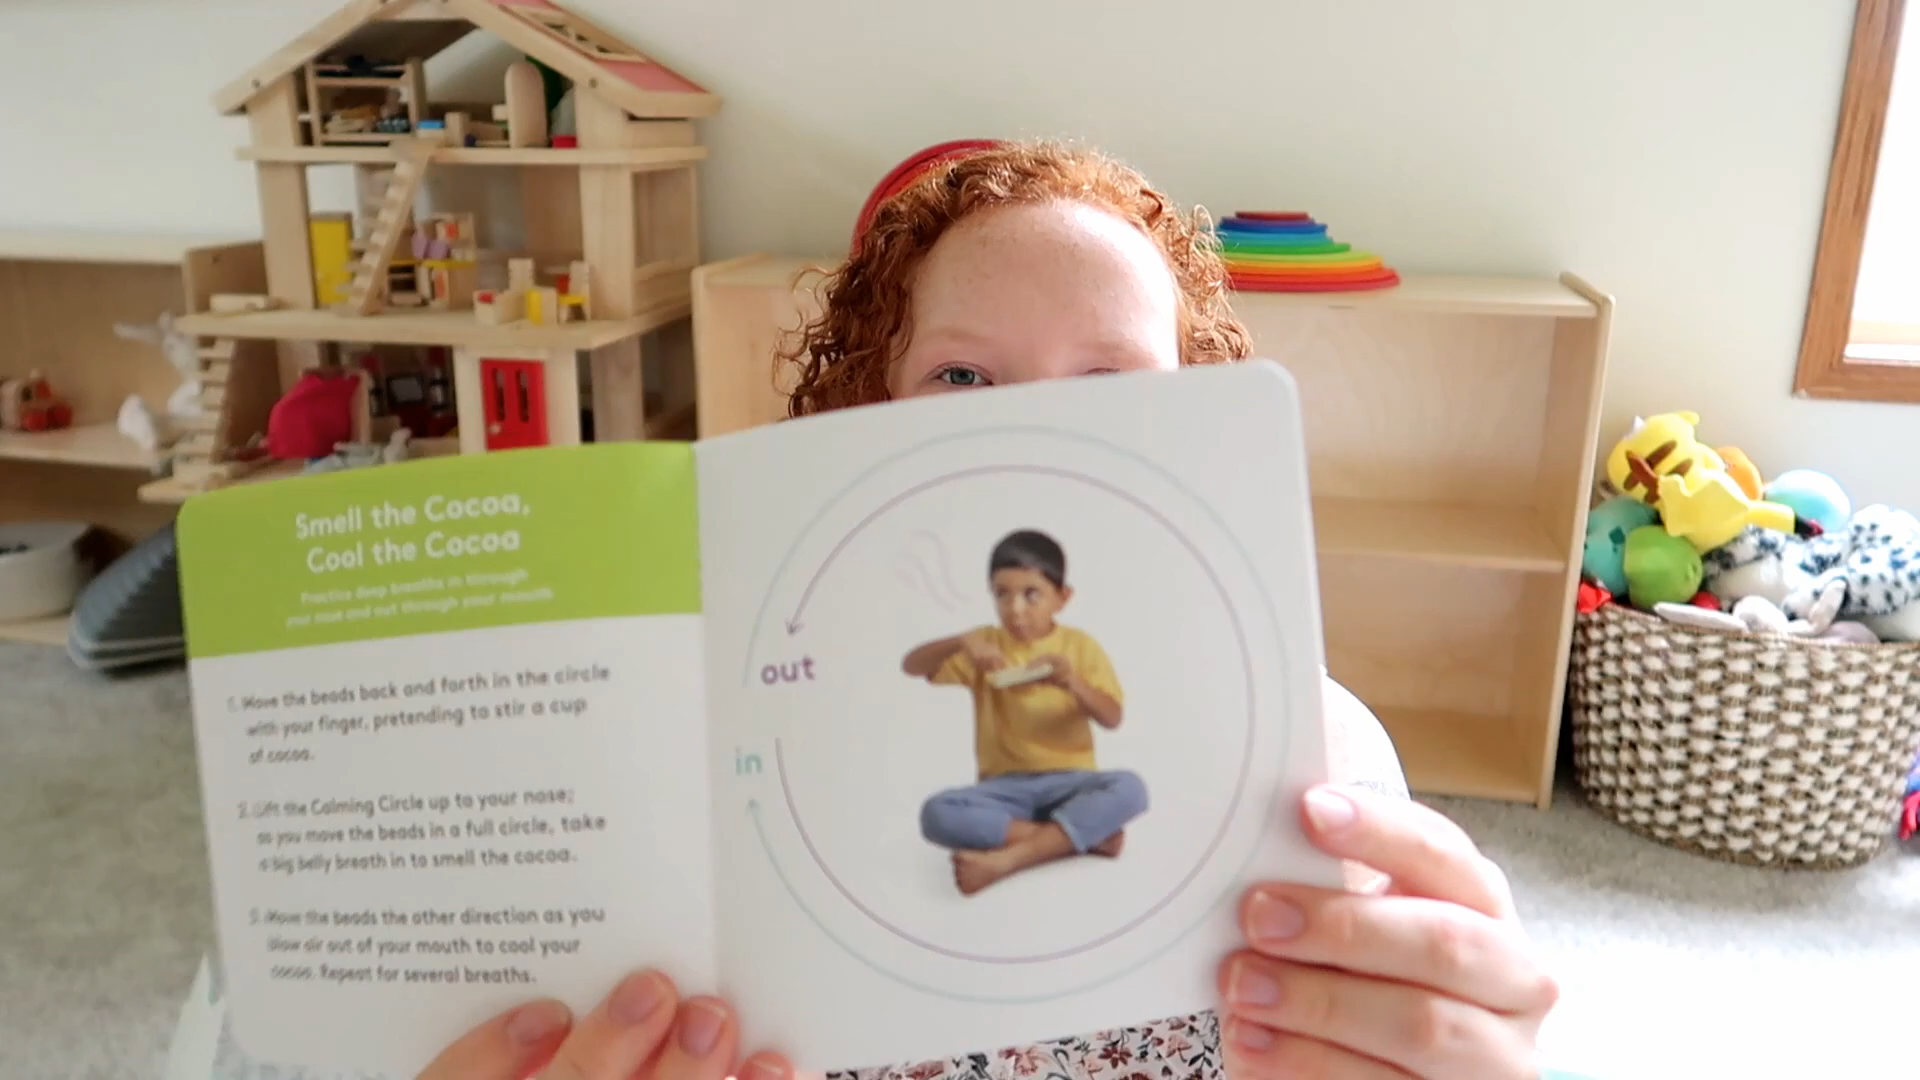 Smell the Cocoa,
Cool the Cocoa
Practice deep breaths in through
your nose and out through your mouth
1. Move the beads back and forth in the circle
with your finger, pretending to stir a cup
of cocoa.
2. Lift the Calming Circle up to your nose;
as you move the beads in a full circle, take
a big belly breath in to smell the cocoa.
3. Move the beads the other direction as you
blow air out of your mouth to cool your
cocoa. Repeat for several breaths.
out
in